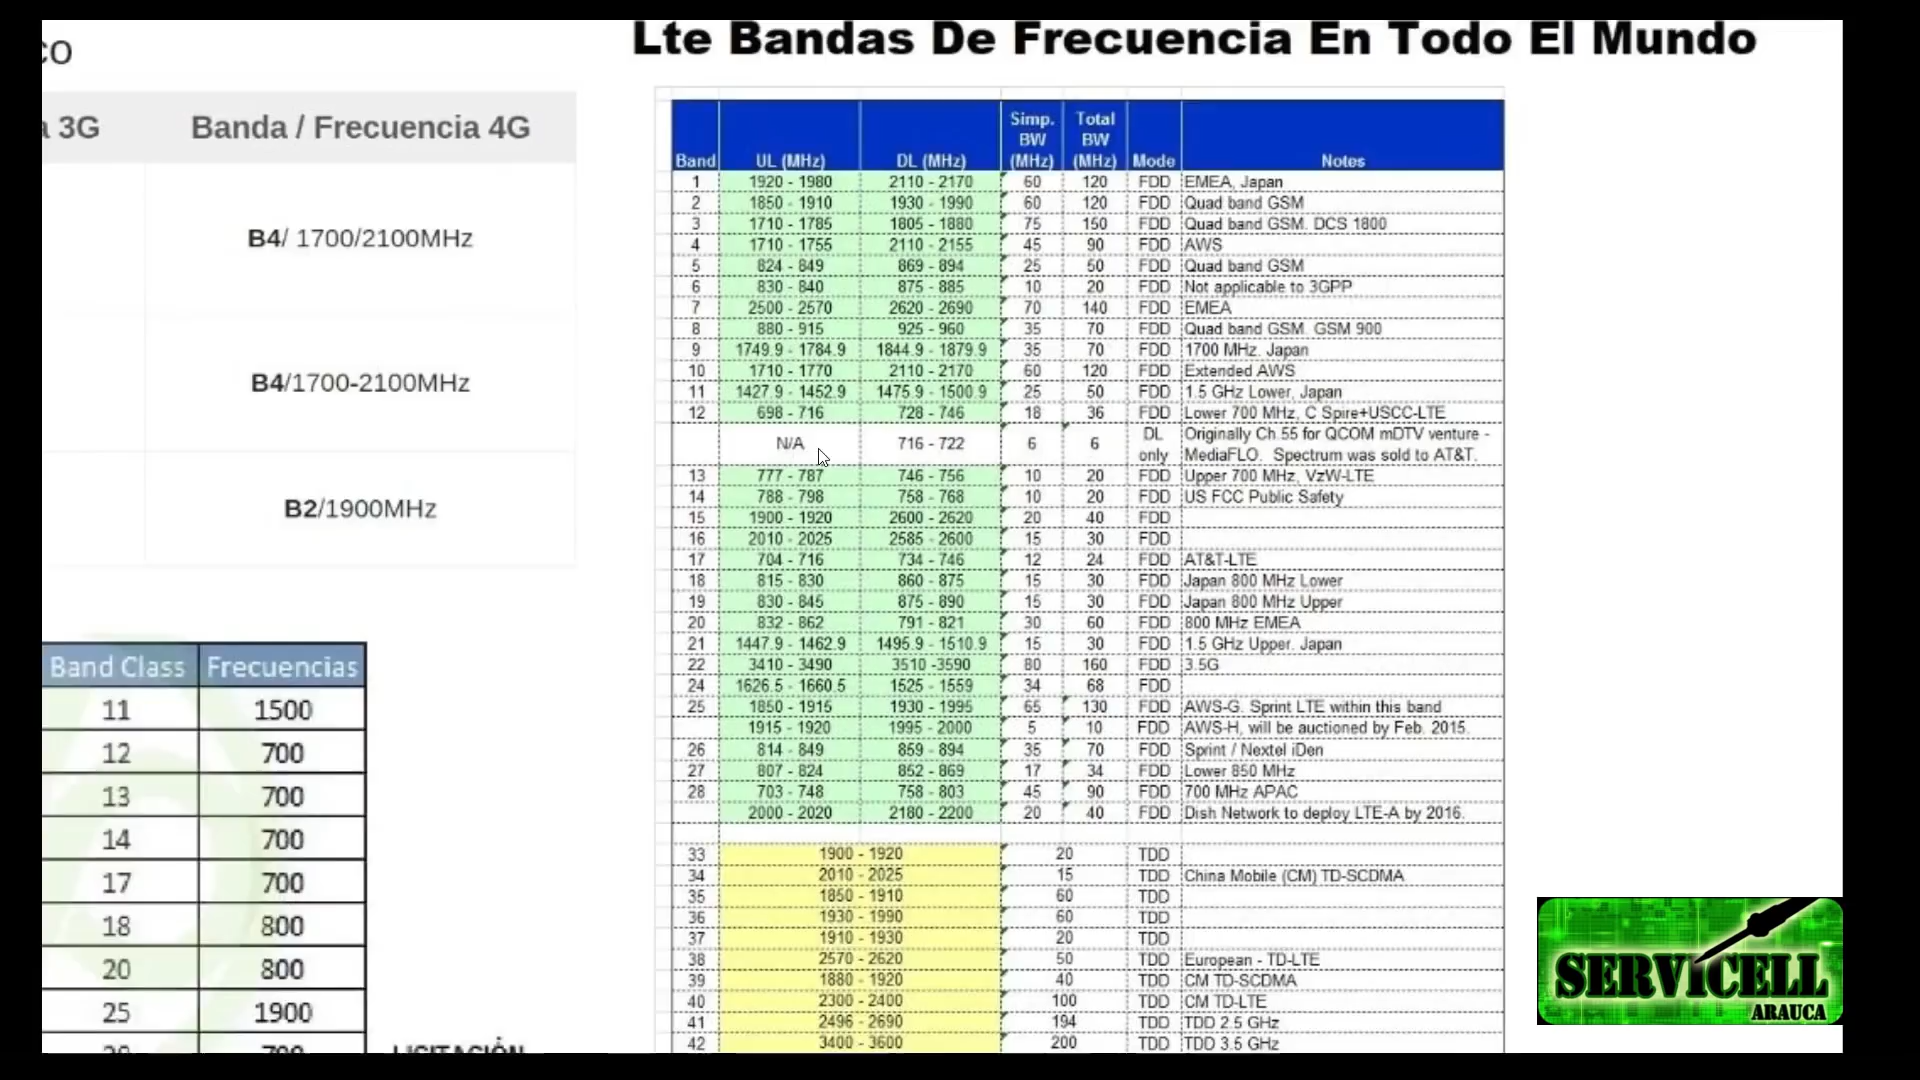 Lte Bandas De Frecuencia En Todo El Mundo
CO
a 3G Banda / Frecuencia 4G
B4/ 1700/2100MHz
B4/1700-2100MHz
B2/1900MHz
Band Class Frecuencias
11 1500
12 700
13 700
14 700
17 700
18 800
20 800
25 1900
LICITACIÓN
Band UL (MHz) DL (MHz) Simp. BW (MHz) Total BW (MHz) Mode Notes
1 1920 - 1980 2110 - 2170 60 120 FDD EMEA, Japan
2 1850 - 1910 1930 - 1990 60 120 FDD Quad band GSM
3 1710 - 1785 1805 - 1880 75 150 FDD Quad band GSM. DCS 1800
4 1710 - 1755 2110 - 2155 45 90 FDD AWS
5 824 - 849 869 - 894 25 50 FDD Quad band GSM
6 830 - 840 875 - 885 10 20 FDD Not applicable to 3GPP
7 2500 - 2570 2620 - 2690 70 140 FDD EMEA
8 880 - 915 925 - 960 35 70 FDD Quad band GSM. GSM 900
9 1749.9 - 1784.9 1844.9 - 1879.9 35 70 FDD 1700 MHz. Japan
10 1710 - 1770 2110 - 2170 60 120 FDD Extended AWS
11 1427.9 - 1452.9 1475.9 - 1500.9 25 50 FDD 1.5 GHz Lower, Japan
12 698 - 716 728 - 746 18 36 FDD Lower 700 MHz, C Spire+USCC-LTE
N/A 716 - 722 6 6 DL only Originally Ch.55 for QCOM mDTV venture -
MediaFLO. Spectrum was sold to AT&T.
13 777 - 787 746 - 756 10 20 FDD Upper 700 MHz, VzW-LTE
14 788 - 798 758 - 768 10 20 FDD US FCC Public Safety
15 1900 - 1920 2600 - 2620 20 40 FDD
16 2010 - 2025 2585 - 2600 15 30 FDD
17 704 - 716 734 - 746 12 24 FDD AT&T-LTE
18 815 - 830 860 - 875 15 30 FDD Japan 800 MHz Lower
19 830 - 845 875 - 890 15 30 FDD Japan 800 MHz Upper
20 832 - 862 791 - 821 30 60 FDD 800 MHz EMEA
21 1447.9 - 1462.9 1495.9 - 1510.9 15 30 FDD 1.5 GHz Upper. Japan
22 3410 - 3490 3510 -3590 80 160 FDD 3.5G
24 1626.5 - 1660.5 1525 - 1559 34 68 FDD
25 1850 - 1915 1930 - 1995 65 130 FDD AWS-G. Sprint LTE within this band
1915 - 1920 1995 - 2000 5 10 FDD AWS-H, will be auctioned by Feb. 2015.
26 814 - 849 859 - 894 35 70 FDD Sprint / Nextel iDen
27 807 - 824 852 - 869 17 34 FDD Lower 850 MHz
28 703 - 748 758 - 803 45 90 FDD 700 MHz APAC
2000 - 2020 2180 - 2200 20 40 FDD Dish Network to deploy LTE-A by 2016.
33 1900 - 1920 20 TDD
34 2010 - 2025 15 TDD China Mobile (CM) TD-SCDMA
35 1850 - 1910 60 TDD
36 1930 - 1990 60 TDD
37 1910 - 1930 20 TDD
38 2570 - 2620 50 TDD European - TD-LTE
39 1880 - 1920 40 TDD CM TD-SCDMA
40 2300 - 2400 100 TDD CM TD-LTE
41 2496 - 2690 194 TDD TDD 2.5 GHz
42 3400 - 3600 200 TDD TDD 3.5 GHz
SERVICELL
ARAUCA